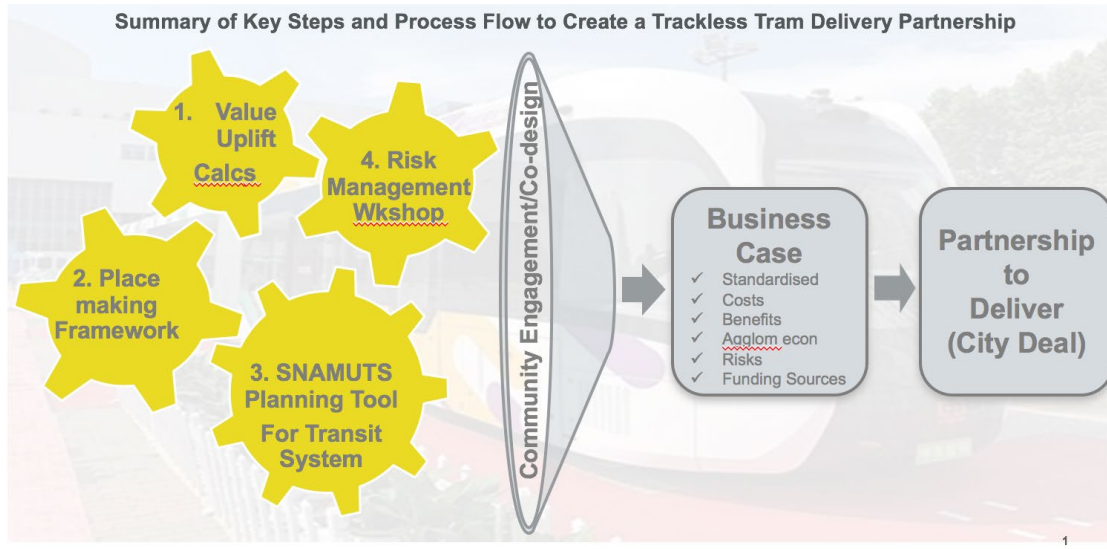 Summary of Key Steps and Process Flow to Create a Trackless Tram Delivery Partnership
1. Value
Uplift
Calcs
2. Place
making
Framework
3. SNAMUTS
Planning Tool
For Transit
System
4. Risk
Management
Wkshop
Community Engagement/Co-design
Business
Case
✓ Standardised
✓ Costs
✓ Benefits
✓ Agglom econ
✓ Risks
✓ Funding Sources
Partnership
to
Deliver
(City Deal)
1